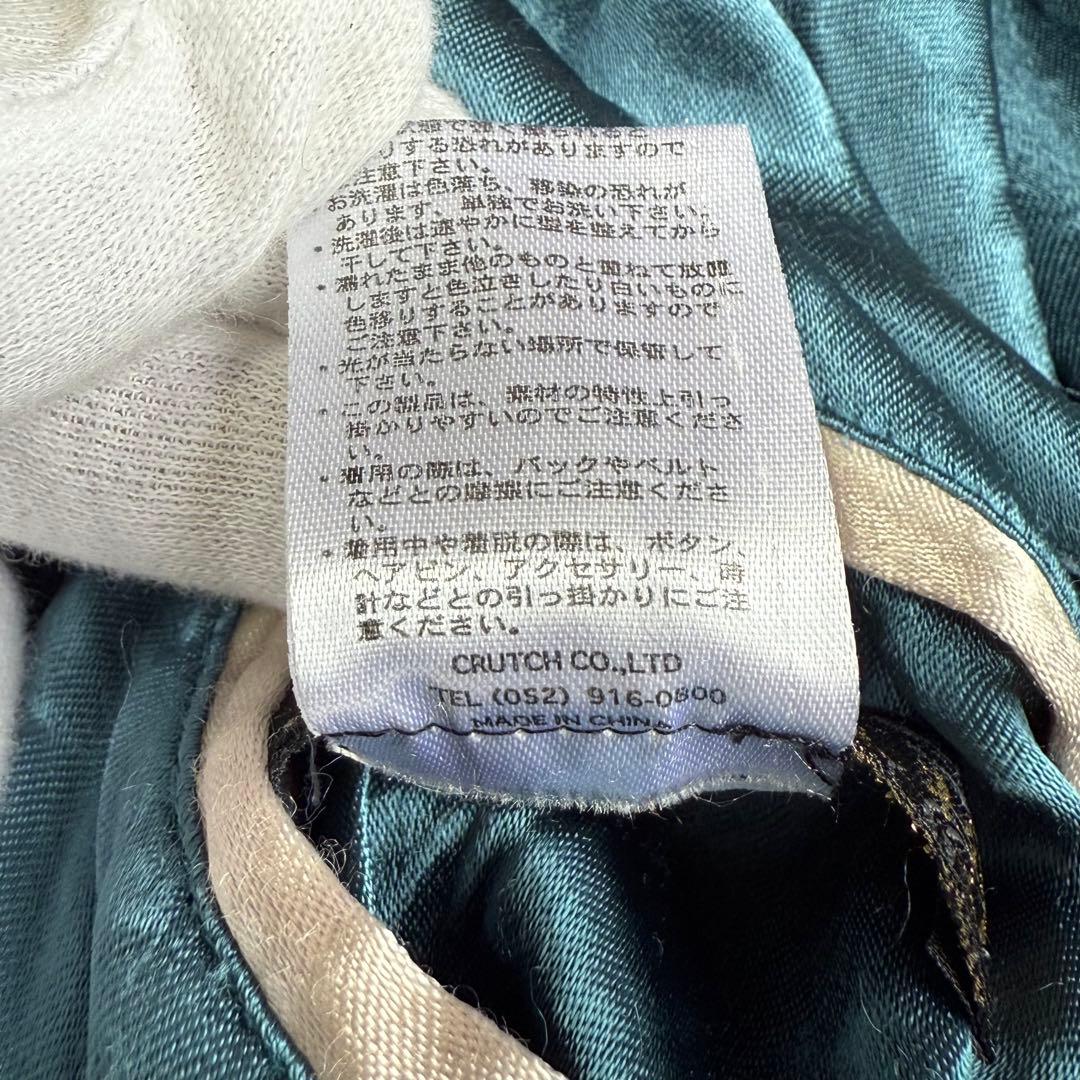 りする恐れがありますので
ご注意下さい。
・お洗濯は色落ち、移染の恐れが
あります、単独でお洗い下さい。
・洗濯後は速やかに型を整えてから
干して下さい。
・濡れたまま他のものと重ねて放置
しますと色泣きしたり白いものに
色移りすることがありますので
ご注意下さい。
・光が当たらない場所で保管して
下さい。
・この製品は、素材の特性上引っ
掛かりやすいのでご注意くださ
い。
・着用の際は、バックやベルト
などとの摩擦にご注意くださ
い。
・着用中や着脱の際は、ボタン、
ヘアピン、アクセサリー、時
計などとの引っ掛かりにご注
意ください。
CRUTCH CO.,LTD
TEL (052) 916-0800
MADE IN CHINA